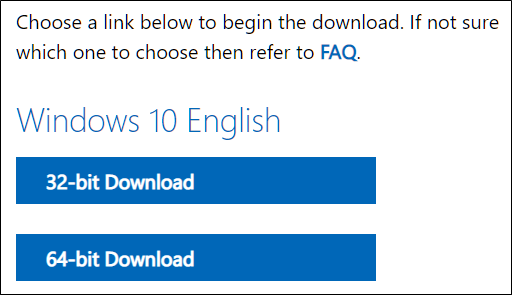 Choose a link below to begin the download. If not sure
which one to choose then refer to FAQ.
Windows 10 English
32-bit Download
64-bit Download